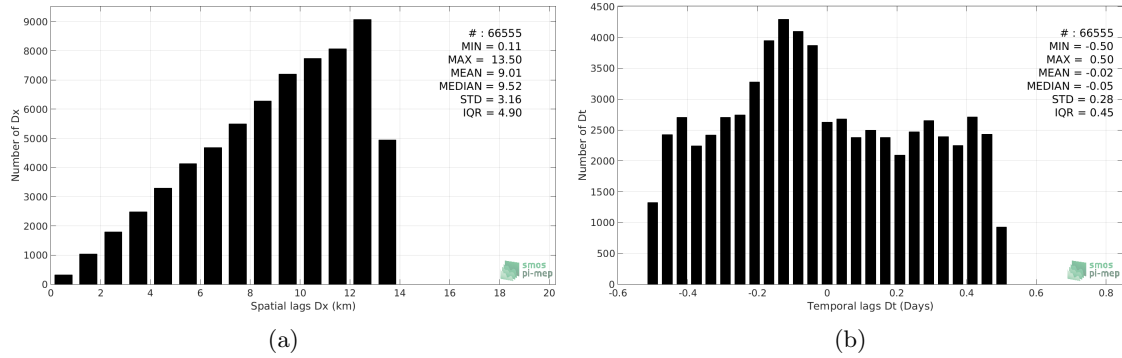 9000
8000
7000
6000
5000
4000
3000
2000
1000
0
Number of Dx
# : 66555
MIN = 0.11
MAX = 13.50
MEAN = 9.01
MEDIAN = 9.52
STD = 3.16
IQR = 4.90
smos
pi-mep
0 2 4 6 8 10 12 14 16 18 20
Spatial lags Dx (km)
(a)
4500
4000
3500
3000
2500
2000
1500
1000
500
0
Number of Dt
# : 66555
MIN = -0.50
MAX = 0.50
MEAN = -0.02
MEDIAN = -0.05
STD = 0.28
IQR = 0.45
smos
pi-mep
-0.6 -0.4 -0.2 0 0.2 0.4 0.6 0.8
Temporal lags Dt (Days)
(b)